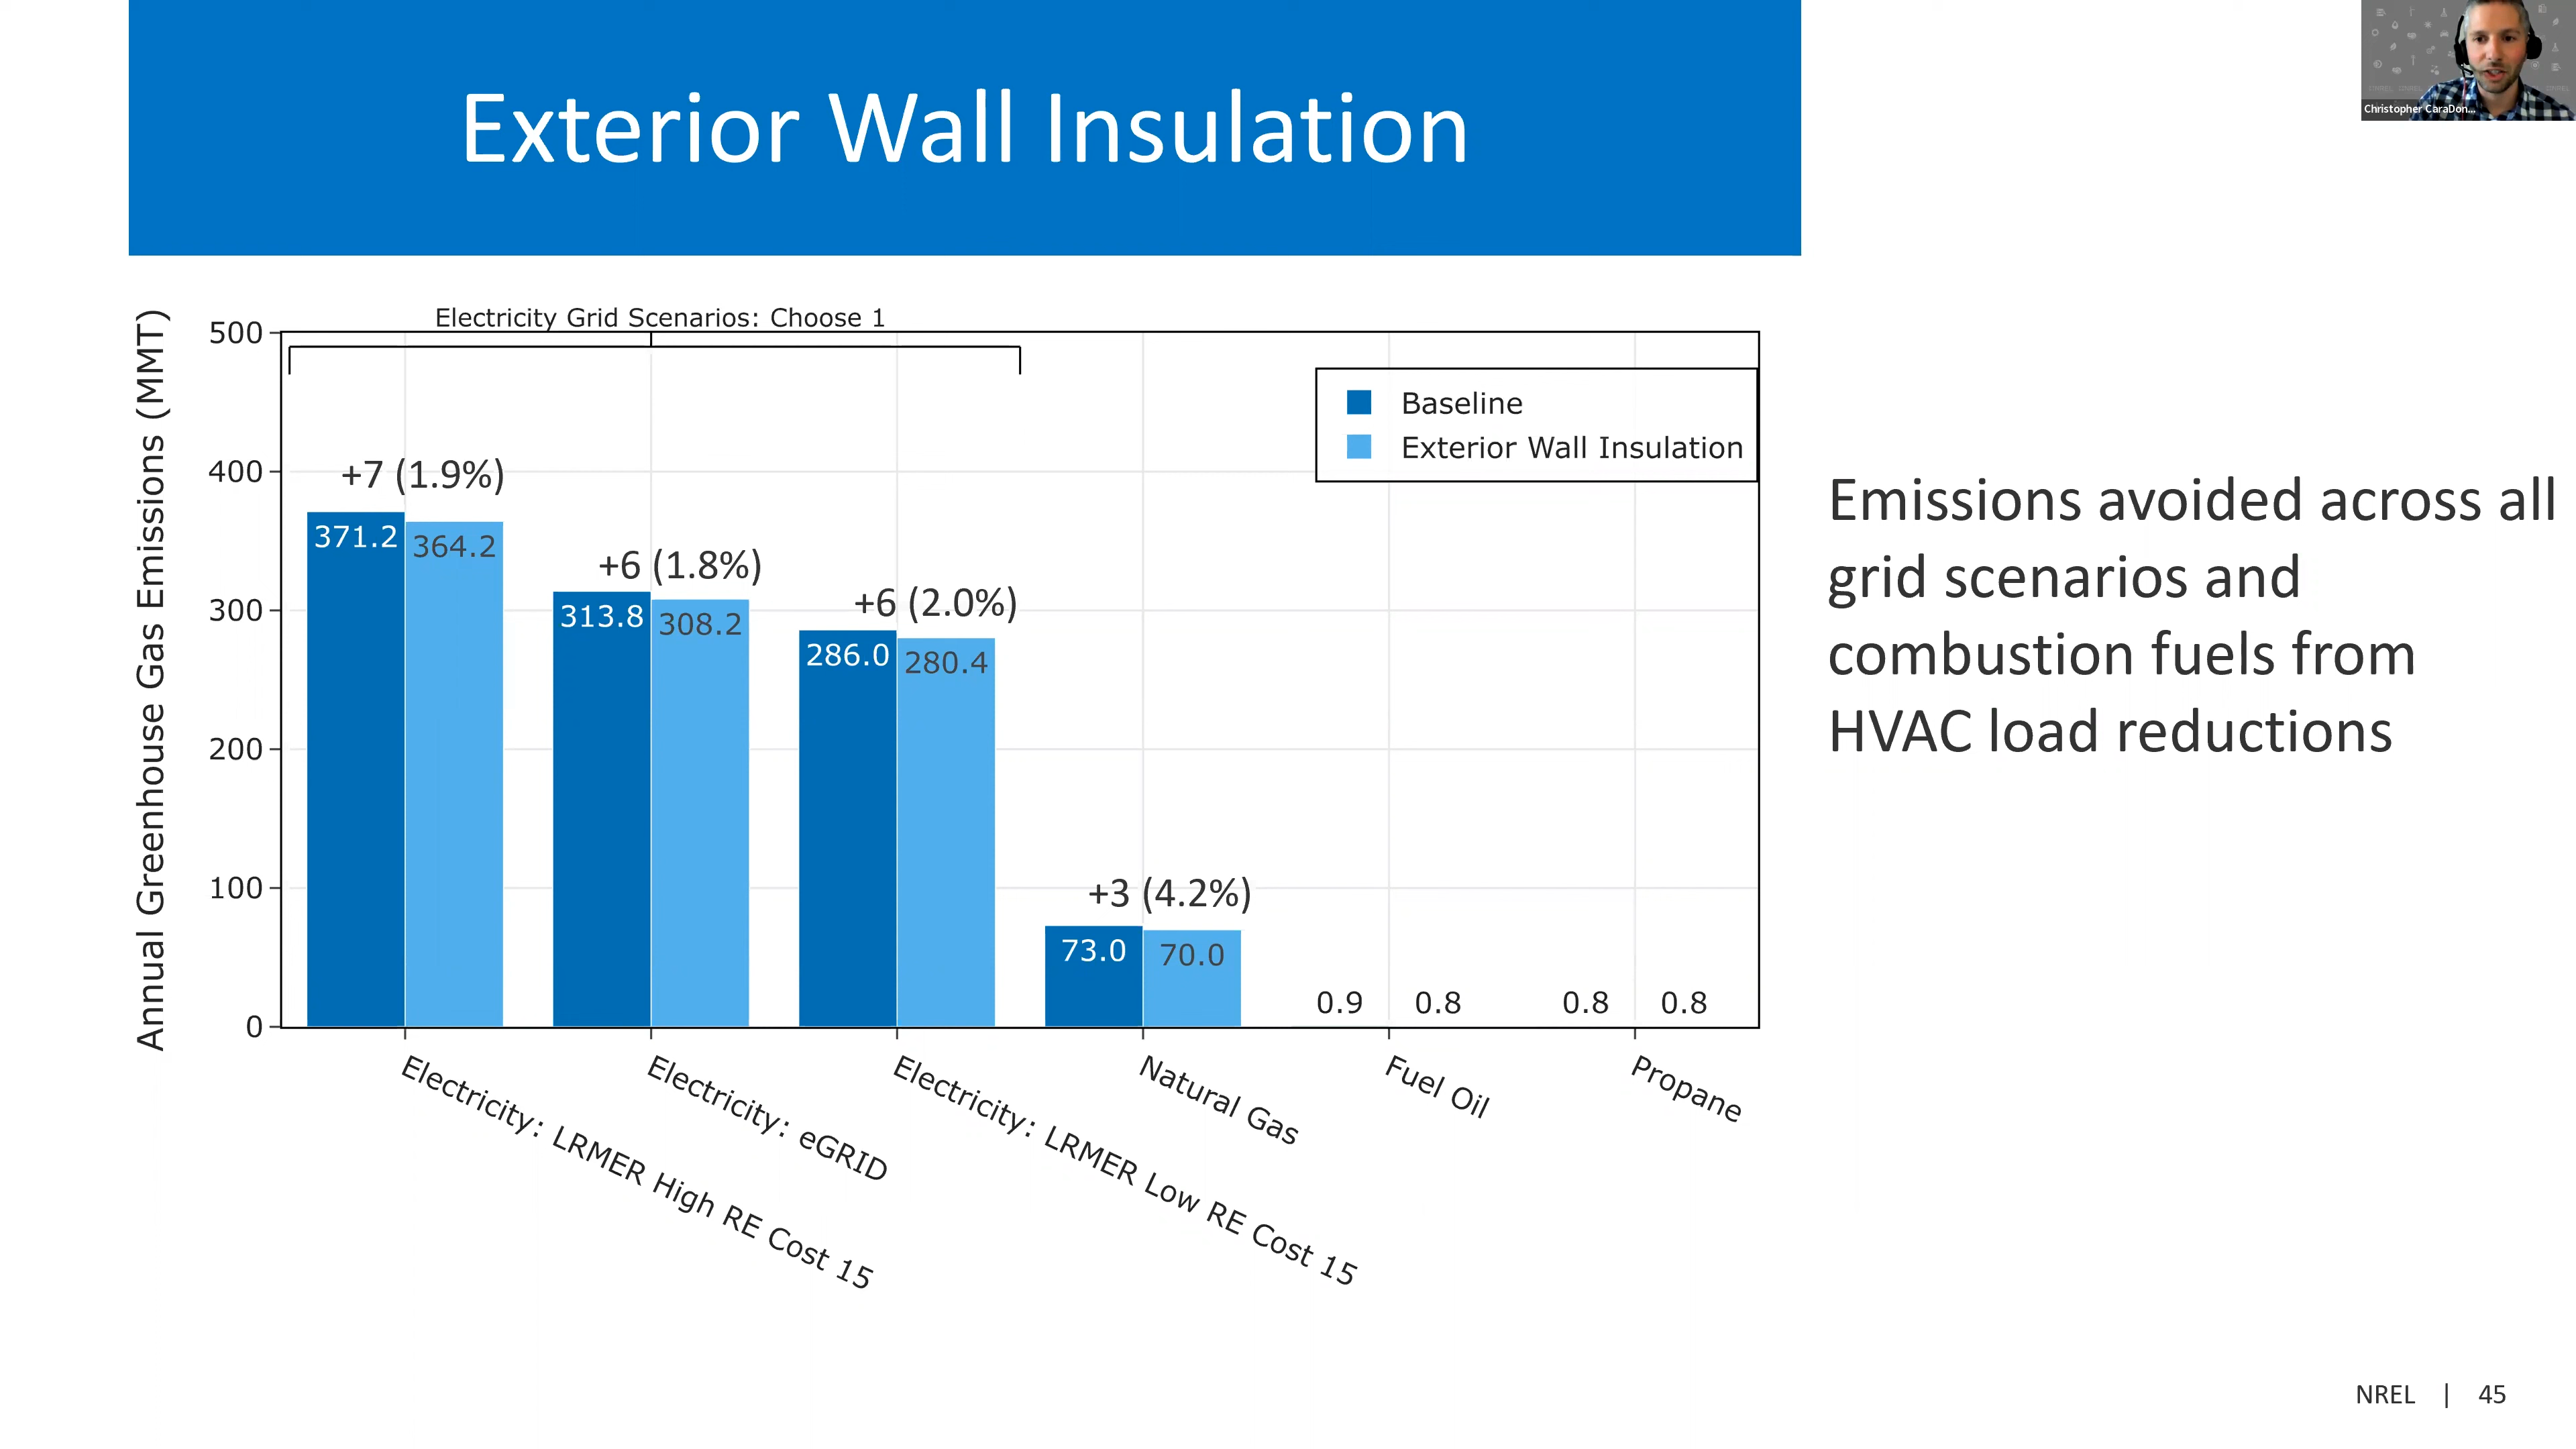 Exterior Wall Insulation
Christopher CaraDon...
Electricity Grid Scenarios: Choose 1
Annual Greenhouse Gas Emissions (MMT)
500
400
300
200
100
0
Baseline
Exterior Wall Insulation
+7 (1.9%)
371.2
364.2
+6 (1.8%)
313.8
308.2
+6 (2.0%)
286.0
280.4
+3 (4.2%)
73.0
70.0
0.9
0.8
0.8
0.8
Electricity: LRMER High RE Cost 15
Electricity: eGRID
Electricity: LRMER Low RE Cost 15
Natural Gas
Fuel Oil
Propane
Emissions avoided across all
grid scenarios and
combustion fuels from
HVAC load reductions
NREL | 45